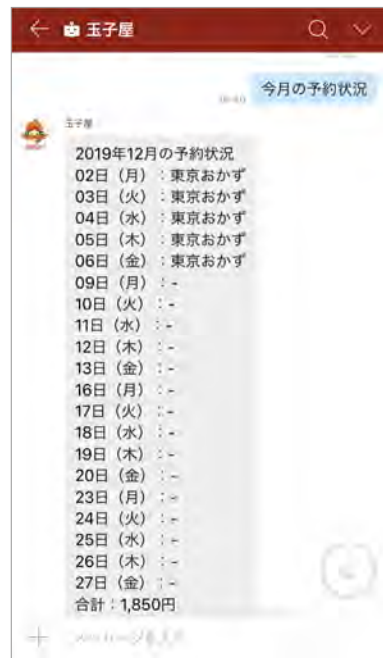 玉子屋
今月の予約状況
玉子屋
2019年12月の予約状況
02日（月）：東京おかず
03日（火）：東京おかず
04日（水）：東京おかず
05日（木）：東京おかず
06日（金）：東京おかず
09日（月）：-
10日（火）：-
11日（水）：-
12日（木）：-
13日（金）：-
16日（月）：-
17日（火）：-
18日（水）：-
19日（木）：-
20日（金）：-
23日（月）：-
24日（火）：-
25日（水）：-
26日（木）：-
27日（金）：-
合計：1,850円